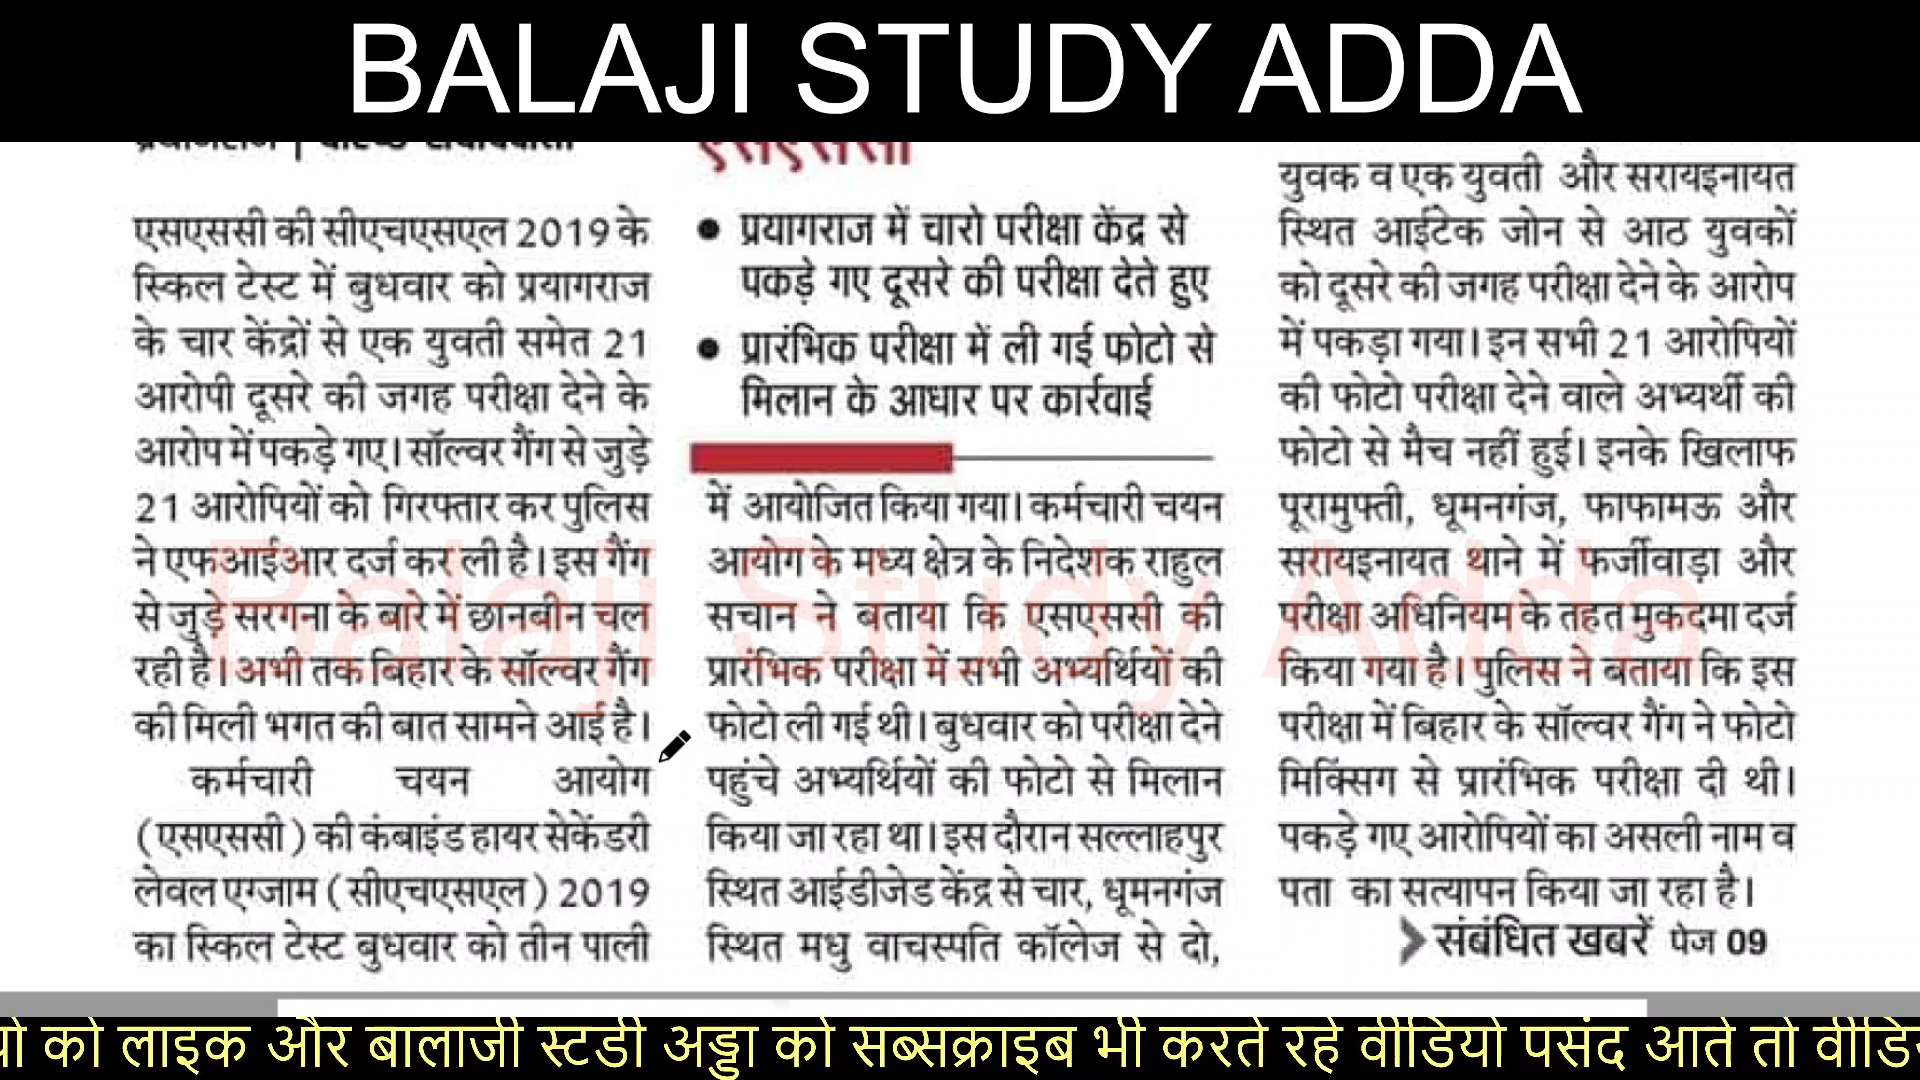 BALAJI STUDY ADDA
एसएससी की सीएचएसएल 2019 के
स्किल टेस्ट में बुधवार को प्रयागराज
के चार केंद्रों से एक युवती समेत 21
आरोपी दूसरे की जगह परीक्षा देने के
आरोप में पकड़े गए। सॉल्वर गैंग से जुड़े
21 आरोपियों को गिरफ्तार कर पुलिस
ने एफआईआर दर्ज कर ली है। इस गैंग
से जुड़े सरगना के बारे में छानबीन चल
रही है। अभी तक बिहार के सॉल्वर गैंग
की मिली भगत की बात सामने आई है।
कर्मचारी चयन आयोग
(एसएससी) की कंबाइंड हायर सेकेंडरी
लेवल एग्जाम (सीएचएसएल) 2019
का स्किल टेस्ट बुधवार को तीन पाली
एसएससी
• प्रयागराज में चारो परीक्षा केंद्र से
पकड़े गए दूसरे की परीक्षा देते हुए
• प्रारंभिक परीक्षा में ली गई फोटो से
मिलान के आधार पर कार्रवाई
में आयोजित किया गया। कर्मचारी चयन
आयोग के मध्य क्षेत्र के निदेशक राहुल
सचान ने बताया कि एसएससी की
प्रारंभिक परीक्षा में सभी अभ्यर्थियों की
फोटो ली गई थी। बुधवार को परीक्षा देने
पहुंचे अभ्यर्थियों की फोटो से मिलान
किया जा रहा था। इस दौरान सल्लाहपुर
स्थित आईडीजेड केंद्र से चार, धूमनगंज
स्थित मधु वाचस्पति कॉलेज से दो,
युवक व एक युवती और सरायइनायत
स्थित आईटेक जोन से आठ युवकों
को दूसरे की जगह परीक्षा देने के आरोप
में पकड़ा गया। इन सभी 21 आरोपियों
की फोटो परीक्षा देने वाले अभ्यर्थी की
फोटो से मैच नहीं हुई। इनके खिलाफ
पूरामुफ्ती, धूमनगंज, फाफामऊ और
सरायइनायत थाने में फर्जीवाड़ा और
परीक्षा अधिनियम के तहत मुकदमा दर्ज
किया गया है। पुलिस ने बताया कि इस
परीक्षा में बिहार के सॉल्वर गैंग ने फोटो
मिक्सिंग से प्रारंभिक परीक्षा दी थी।
पकड़े गए आरोपियों का असली नाम व
पता का सत्यापन किया जा रहा है।
संबंधित खबरें पेज 09
Balaji Study Adda
को लाइक और बालाजी स्टडी अड्डा को सब्सक्राइब भी करते रहे वीडियो पसंद आते तो